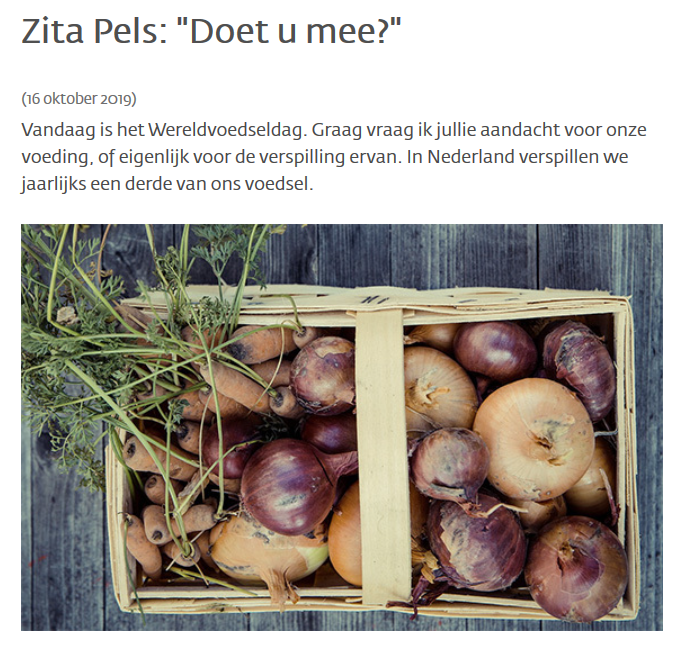 Zita Pels: "Doet u mee?"
(16 oktober 2019)
Vandaag is het Wereldvoedseldag. Graag vraag ik jullie aandacht voor onze
voeding, of eigenlijk voor de verspilling ervan. In Nederland verspillen we
jaarlijks een derde van ons voedsel.